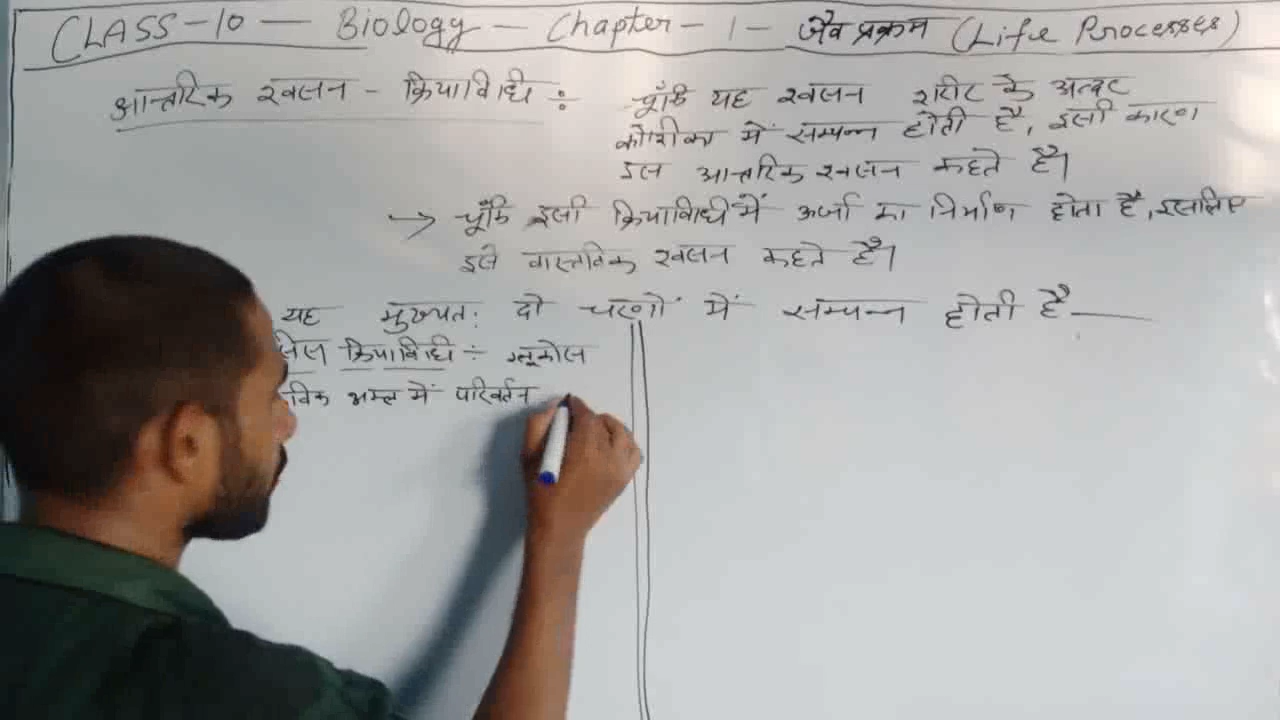 CLASS-10 — Biology — Chapter-1- जैव प्रक्रम (Life Processes)
आन्तरिक श्वसन - क्रियाविधि ÷ चूँकि यह श्वसन शरीर के अन्दर
कोशिका में सम्पन्न होती है, इसी कारण
इस आन्तरिक श्वसन कहते है।
→ चूँकि इसी क्रियाविधि में ऊर्जा का निर्माण होता है, इसलिए
इसे वास्तविक श्वसन कहते है।
यह मुख्यत: दो चरणों में सम्पन्न होती है —
क्रियाविधि ÷ ग्लूकोस
अम्ल में परिवर्तन